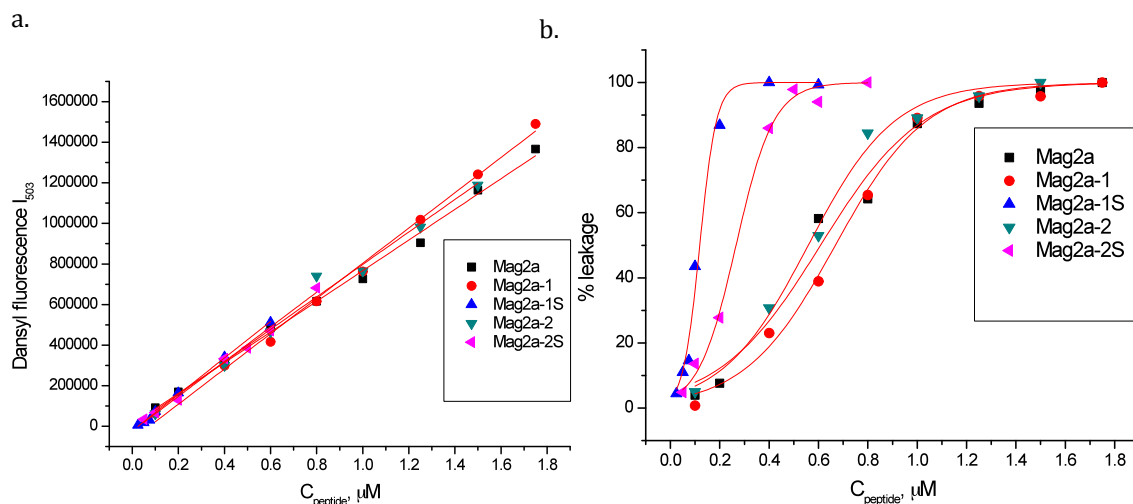 a.
1600000
1400000
1200000
1000000
800000
600000
400000
200000
0
Dansyl fluorescence I503
0.0 0.2 0.4 0.6 0.8 1.0 1.2 1.4 1.6 1.8
Cpeptide, μM
Mag2a
Mag2a-1
Mag2a-1S
Mag2a-2
Mag2a-2S
b.
100
80
60
40
20
0
% leakage
0.0 0.2 0.4 0.6 0.8 1.0 1.2 1.4 1.6 1.8
Cpeptide, μM
Mag2a
Mag2a-1
Mag2a-1S
Mag2a-2
Mag2a-2S